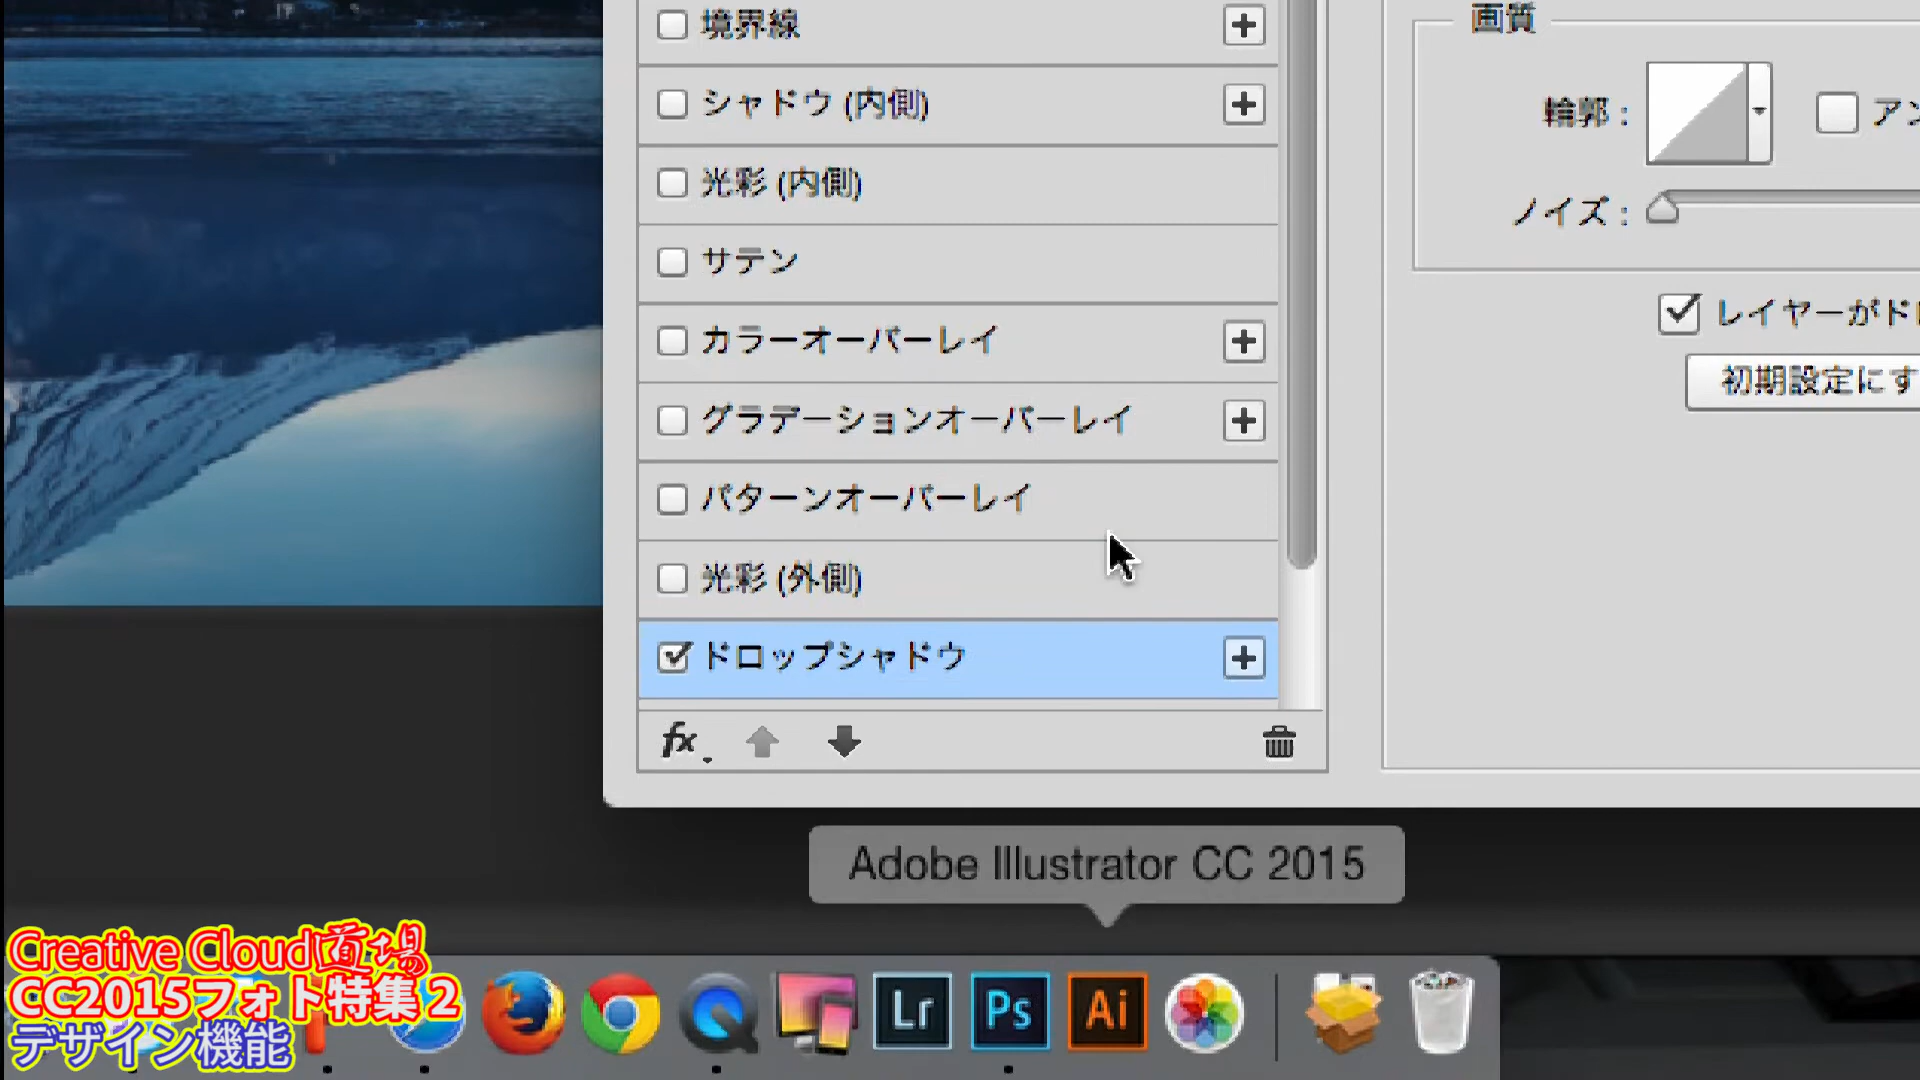 境界線
シャドウ (内側)
光彩 (内側)
サテン
カラーオーバーレイ
グラデーションオーバーレイ
パターンオーバーレイ
光彩 (外側)
ドロップシャドウ
fx
画質
輪郭 :
アン
ノイズ :
レイヤーがド
初期設定にす
Adobe Illustrator CC 2015
Creative Cloud道場
CC2015フォト特集 2
デザイン機能
Lr
Ps
Ai